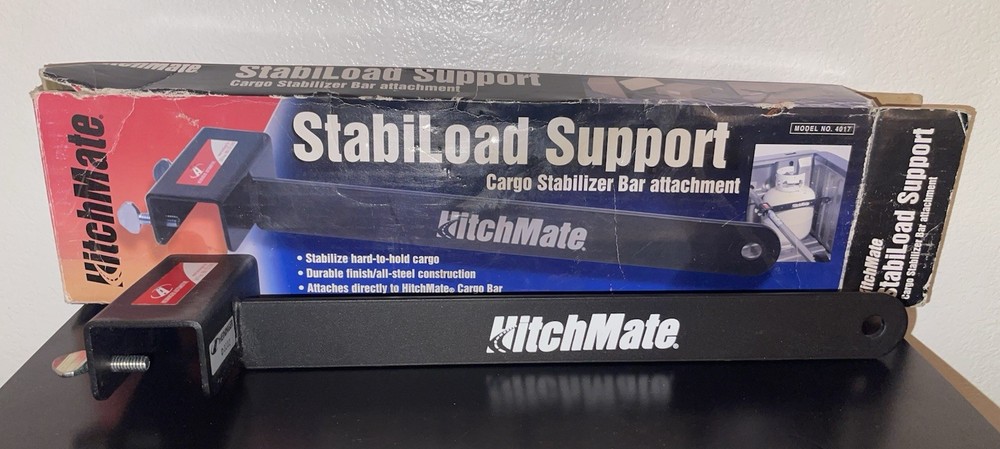 HitchMate
StabiLoad Support
Cargo Stabilizer Bar attachment
HitchMate®
StabiLoad Support
Cargo Stabilizer Bar attachment
MODEL NO. 4017
HitchMate
• Stabilize hard-to-hold cargo
• Durable finish/all-steel construction
• Attaches directly to HitchMate® Cargo Bar
HitchMate
StabiLoad Support
Cargo Stabilizer Bar attachment
HitchMate®